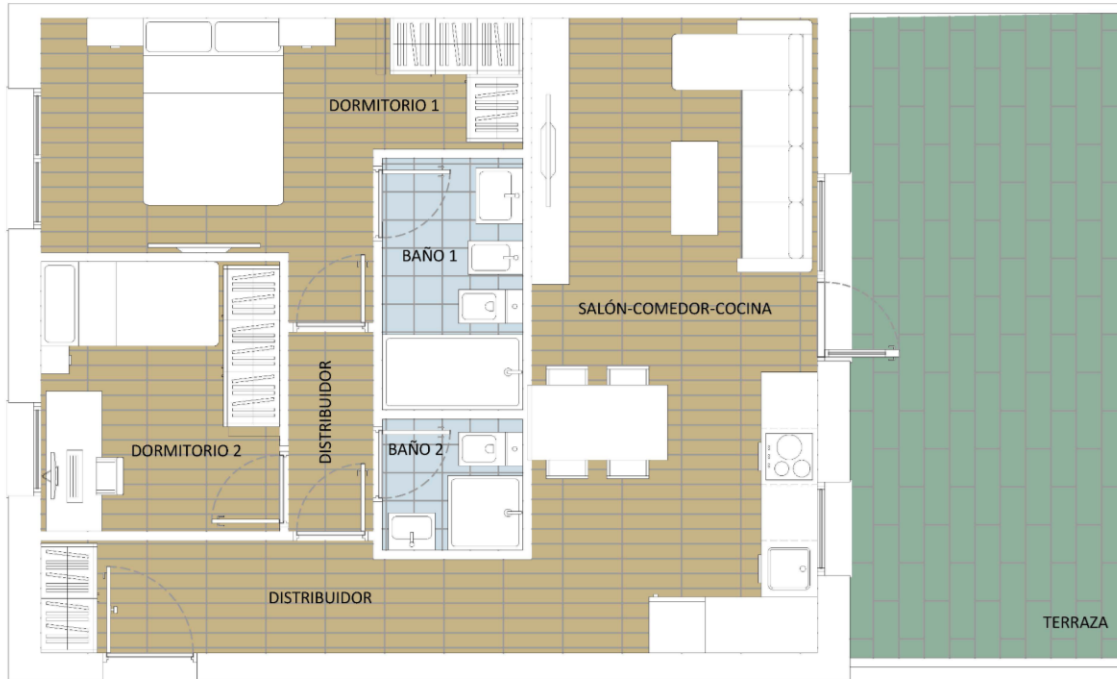 DORMITORIO 1
BAÑO 1
SALÓN-COMEDOR-COCINA
DISTRIBUIDOR
DORMITORIO 2
BAÑO 2
DISTRIBUIDOR
TERRAZA